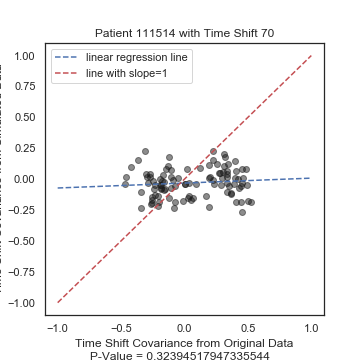 Patient 111514 with Time Shift 70
linear regression line
line with slope=1
1.00
0.75
0.50
0.25
0.00
−0.25
−0.50
−0.75
−1.00
−1.0 −0.5 0.0 0.5 1.0
Time Shift Covariance from Original Data
P-Value = 0.32394517947335544